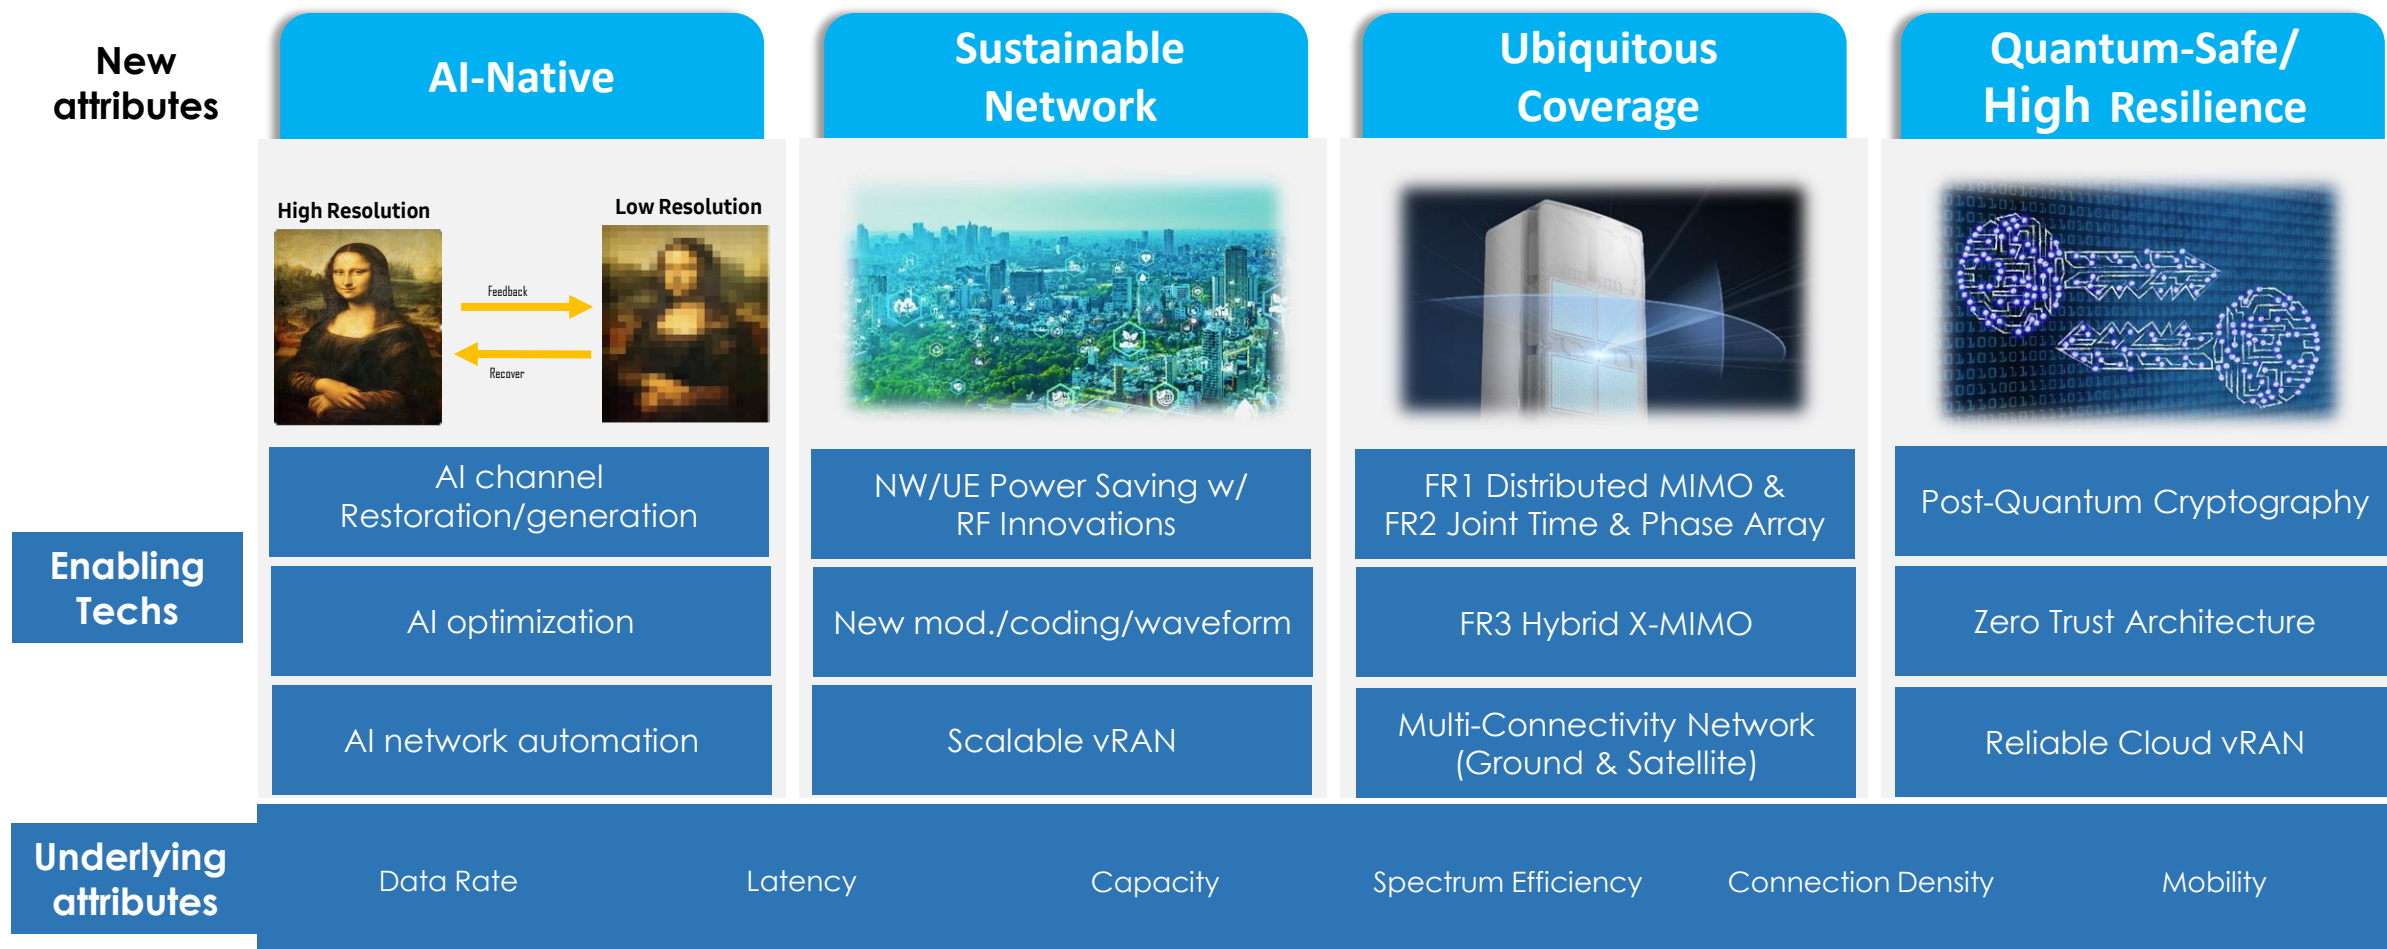 New
attributes
AI-Native
Sustainable
Network
Ubiquitous
Coverage
Quantum-Safe/
High Resilience
High Resolution
Low Resolution
Feedback
Recover
Enabling
Techs
AI channel
Restoration/generation
AI optimization
AI network automation
NW/UE Power Saving w/
RF Innovations
New mod./coding/waveform
Scalable vRAN
FR1 Distributed MIMO &
FR2 Joint Time & Phase Array
FR3 Hybrid X-MIMO
Multi-Connectivity Network
(Ground & Satellite)
Post-Quantum Cryptography
Zero Trust Architecture
Reliable Cloud vRAN
Underlying
attributes
Data Rate
Latency
Capacity
Spectrum Efficiency
Connection Density
Mobility